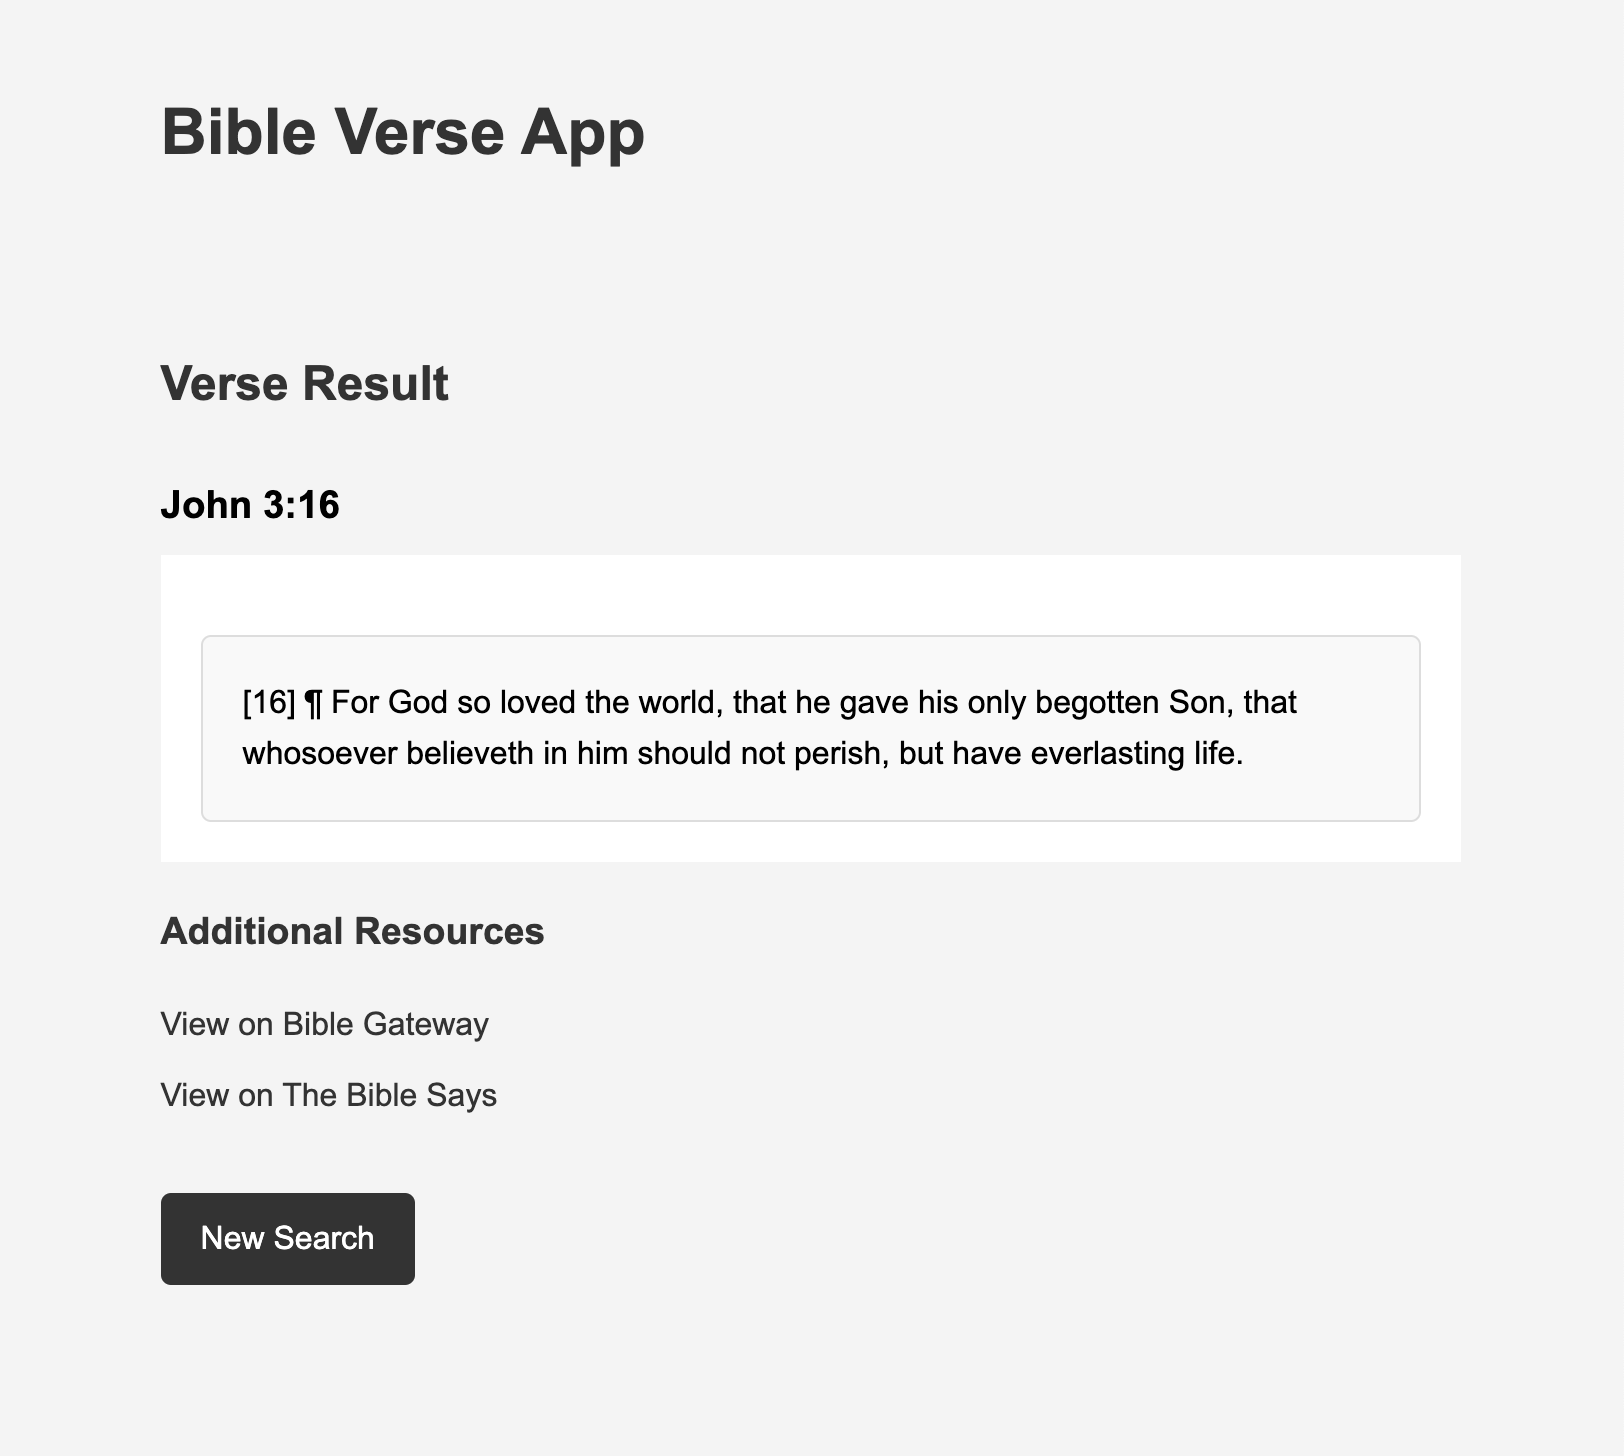 Bible Verse App
Verse Result
John 3:16
[16] ¶ For God so loved the world, that he gave his only begotten Son, that
whosoever believeth in him should not perish, but have everlasting life.
Additional Resources
View on Bible Gateway
View on The Bible Says
New Search